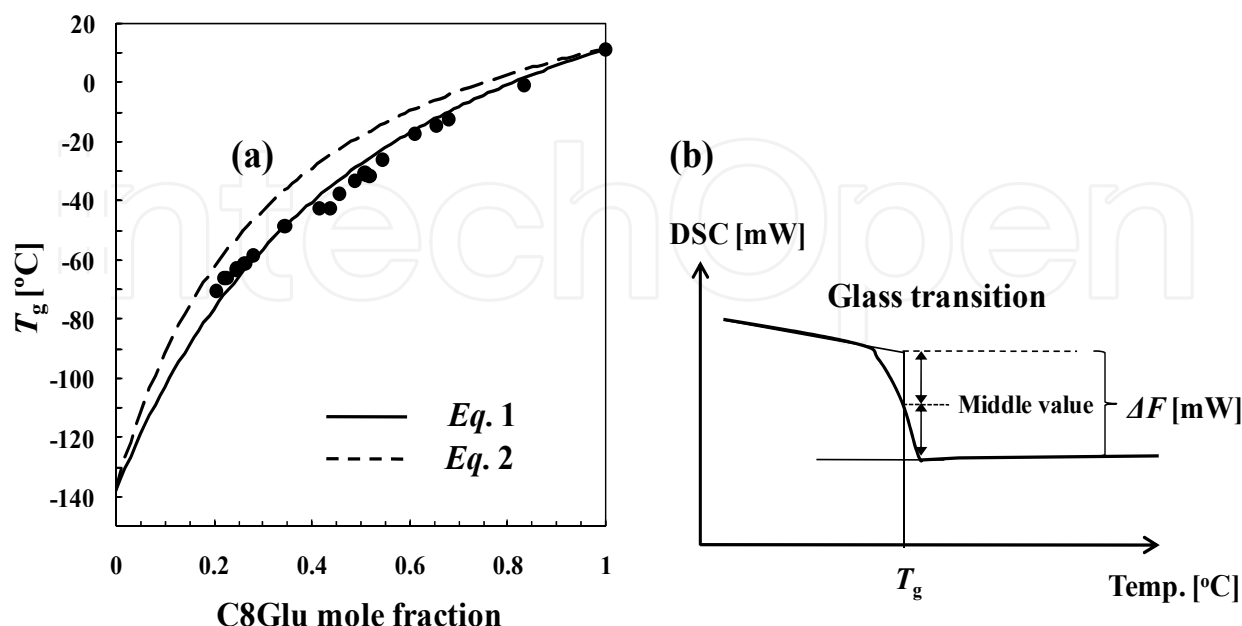 20
0
-20
-40
-60
-80
-100
-120
-140
Tg [°C]
(a)
Eq. 1
Eq. 2
0 0.2 0.4 0.6 0.8 1
C8Glu mole fraction
IntechOpen
(b)
DSC [mW]
Glass transition
Middle value
ΔF [mW]
Tg
Temp. [°C]